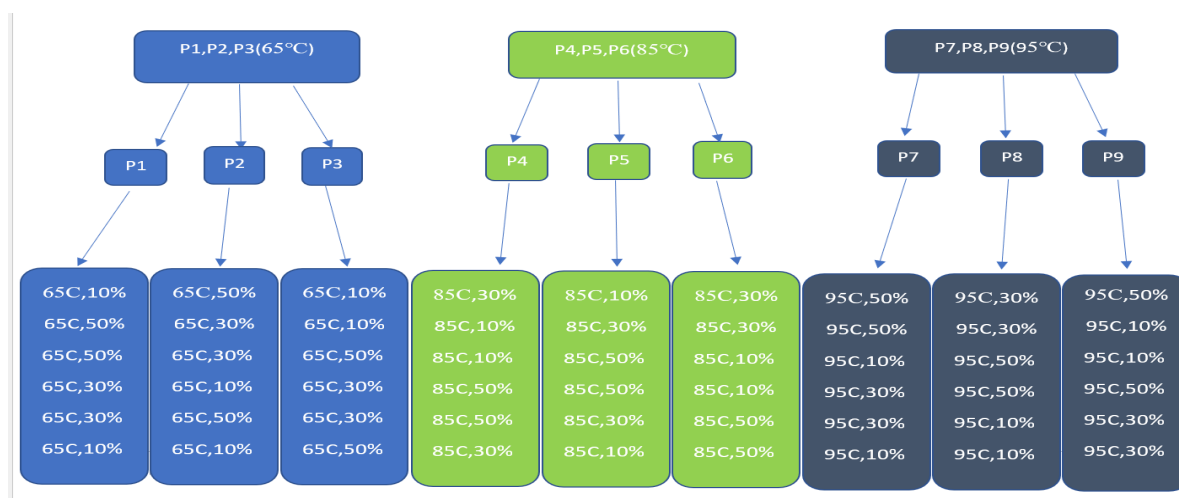 P1,P2,P3(65°C)
P4,P5,P6(85°C)
P7,P8,P9(95°C)
P1
P2
P3
P4
P5
P6
P7
P8
P9
65C,10%
65C,50%
65C,50%
65C,30%
65C,30%
65C,10%
65C,50%
65C,30%
65C,30%
65C,10%
65C,50%
65C,10%
65C,10%
65C,10%
65C,50%
65C,30%
65C,30%
65C,50%
85C,30%
85C,10%
85C,10%
85C,50%
85C,50%
85C,30%
85C,10%
85C,30%
85C,50%
85C,50%
85C,30%
85C,10%
85C,30%
85C,30%
85C,10%
85C,10%
85C,50%
85C,50%
95C,50%
95C,50%
95C,10%
95C,30%
95C,30%
95C,10%
95C,30%
95C,30%
95C,50%
95C,50%
95C,10%
95C,10%
95C,50%
95C,10%
95C,10%
95C,50%
95C,30%
95C,30%